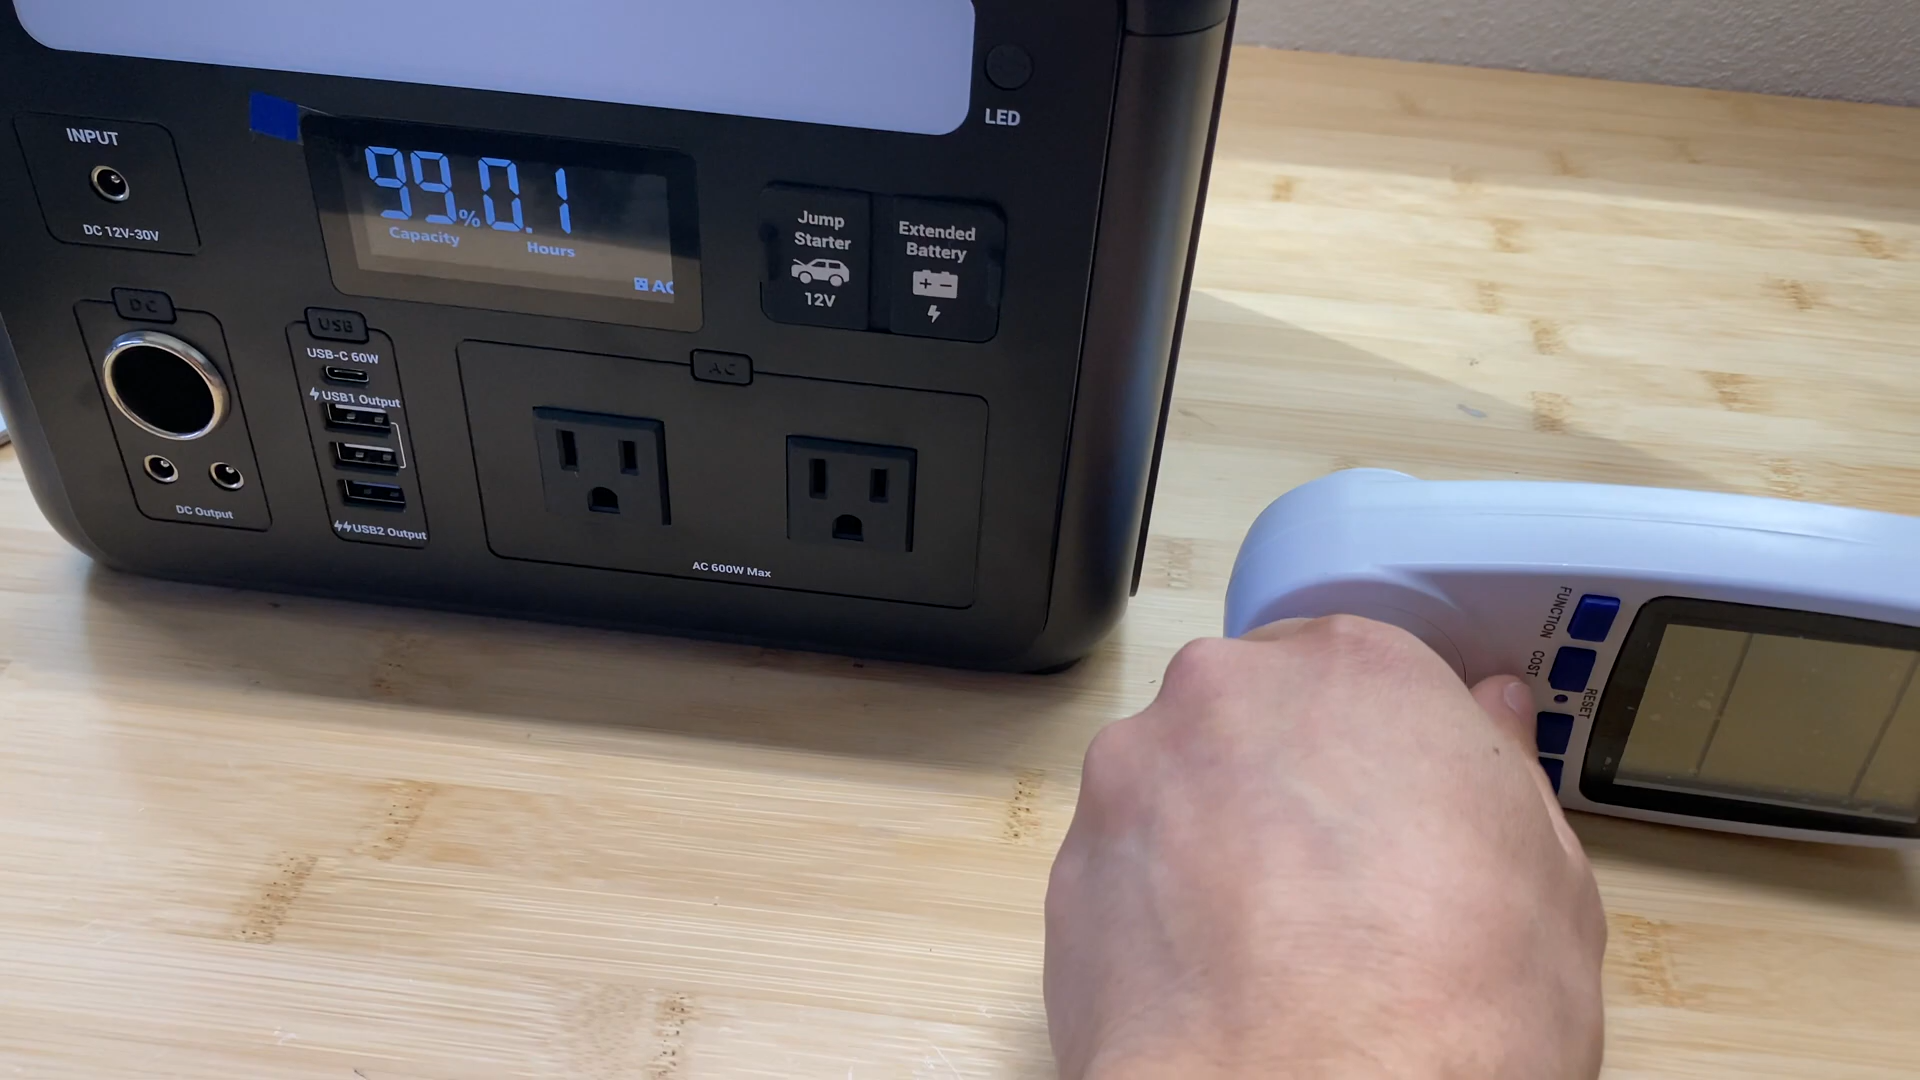 LED
INPUT
DC 12V-30V
99% 0.1
Capacity
Hours
AC
Jump
Starter
12V
Extended
Battery
+ −
DC
DC Output
USB
USB-C 60W
USB1 Output
USB2 Output
AC
AC 600W Max
FUNCTION
COST
RESET